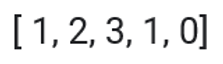 [ 1, 2, 3, 1, 0]